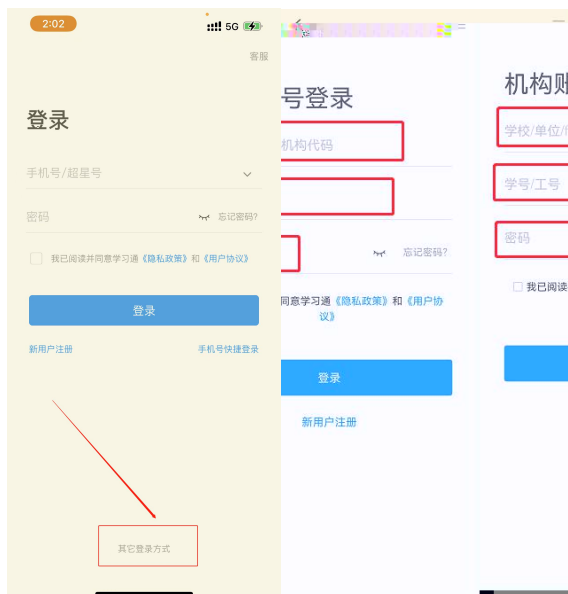 2:02
5G
客服
登录
手机号/超星号
密码
忘记密码?
我已阅读并同意学习通《隐私政策》和《用户协议》
登录
新用户注册
手机号快捷登录
其它登录方式
号登录
机构代码
忘记密码?
同意学习通《隐私政策》和《用户协
议》
登录
新用户注册
机构账
学校/单位/
学号/工号
密码
我已阅读